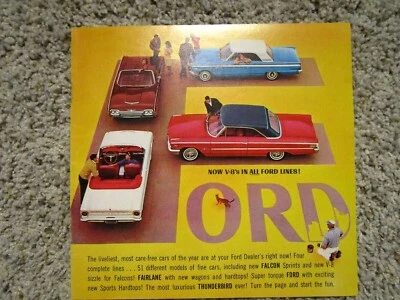 NOW V-8's IN ALL FORD LINES!
FORD
The liveliest, most care-free cars of the year are at your Ford Dealer's right now! Four
complete lines . . . 51 different models of fine cars, including new FALCON Sprints and new V-8
sizzle for Falcons! FAIRLANE with new wagons and hardtops! Super torque FORD with exciting
new Sports Hardtops! The most luxurious THUNDERBIRD ever! Turn the page and start the fun.